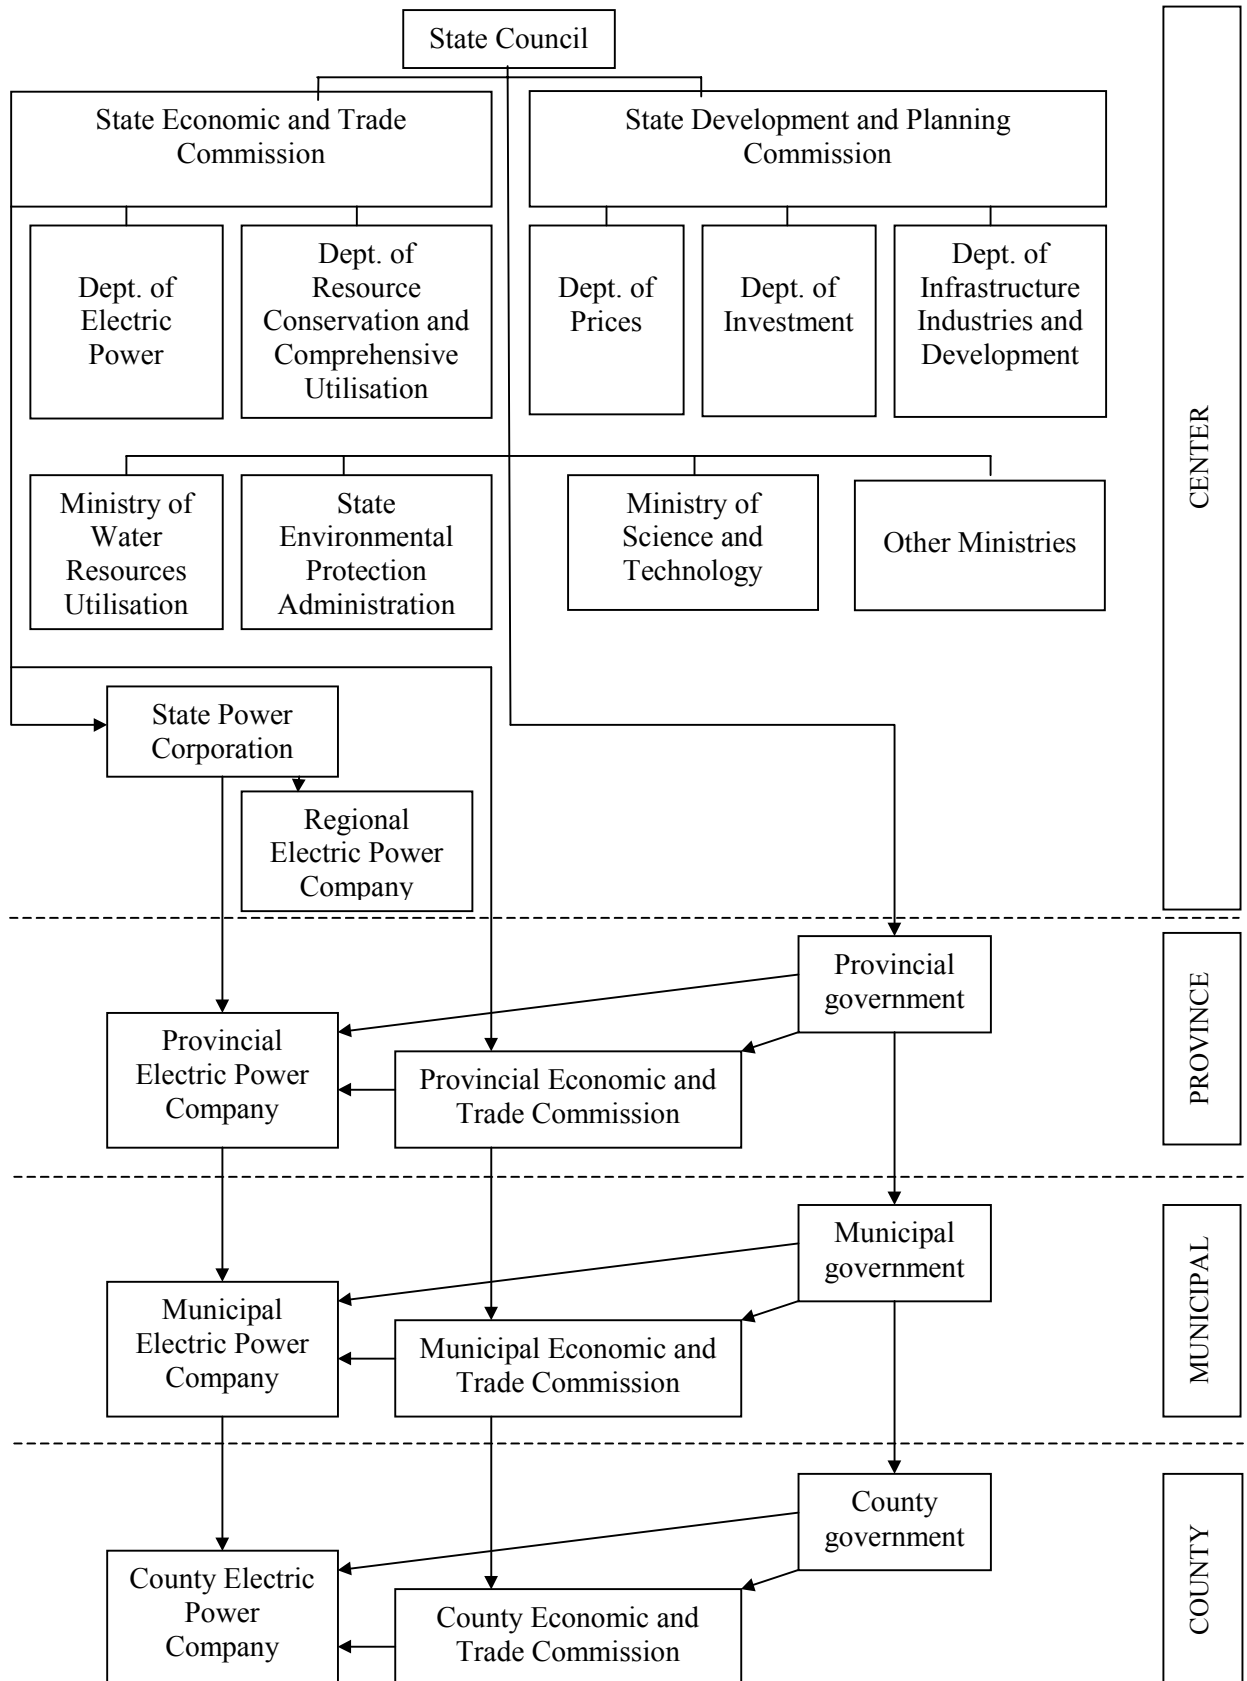 State Council
State Economic and Trade
Commission
State Development and Planning
Commission
Dept. of
Electric
Power
Dept. of
Resource
Conservation and
Comprehensive
Utilisation
Dept. of
Prices
Dept. of
Investment
Dept. of
Infrastructure
Industries and
Development
CENTER
Ministry of
Water
Resources
Utilisation
State
Environmental
Protection
Administration
Ministry of
Science and
Technology
Other Ministries
State Power
Corporation
Regional
Electric Power
Company
Provincial
government
PROVINCE
Provincial
Electric Power
Company
Provincial Economic and
Trade Commission
Municipal
government
MUNICIPAL
Municipal
Electric Power
Company
Municipal Economic and
Trade Commission
County
government
COUNTY
County Electric
Power
Company
County Economic and
Trade Commission